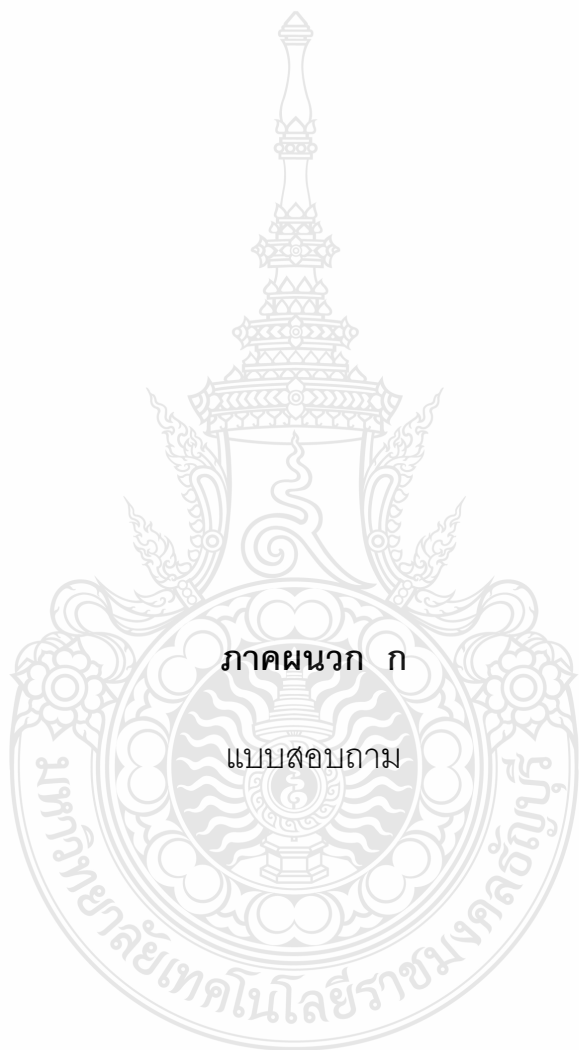 ภาคผนวก ก
แบบสอบถาม
มหาวิทยาลัยเทคโนโลยีราชมงคลธัญบุรี